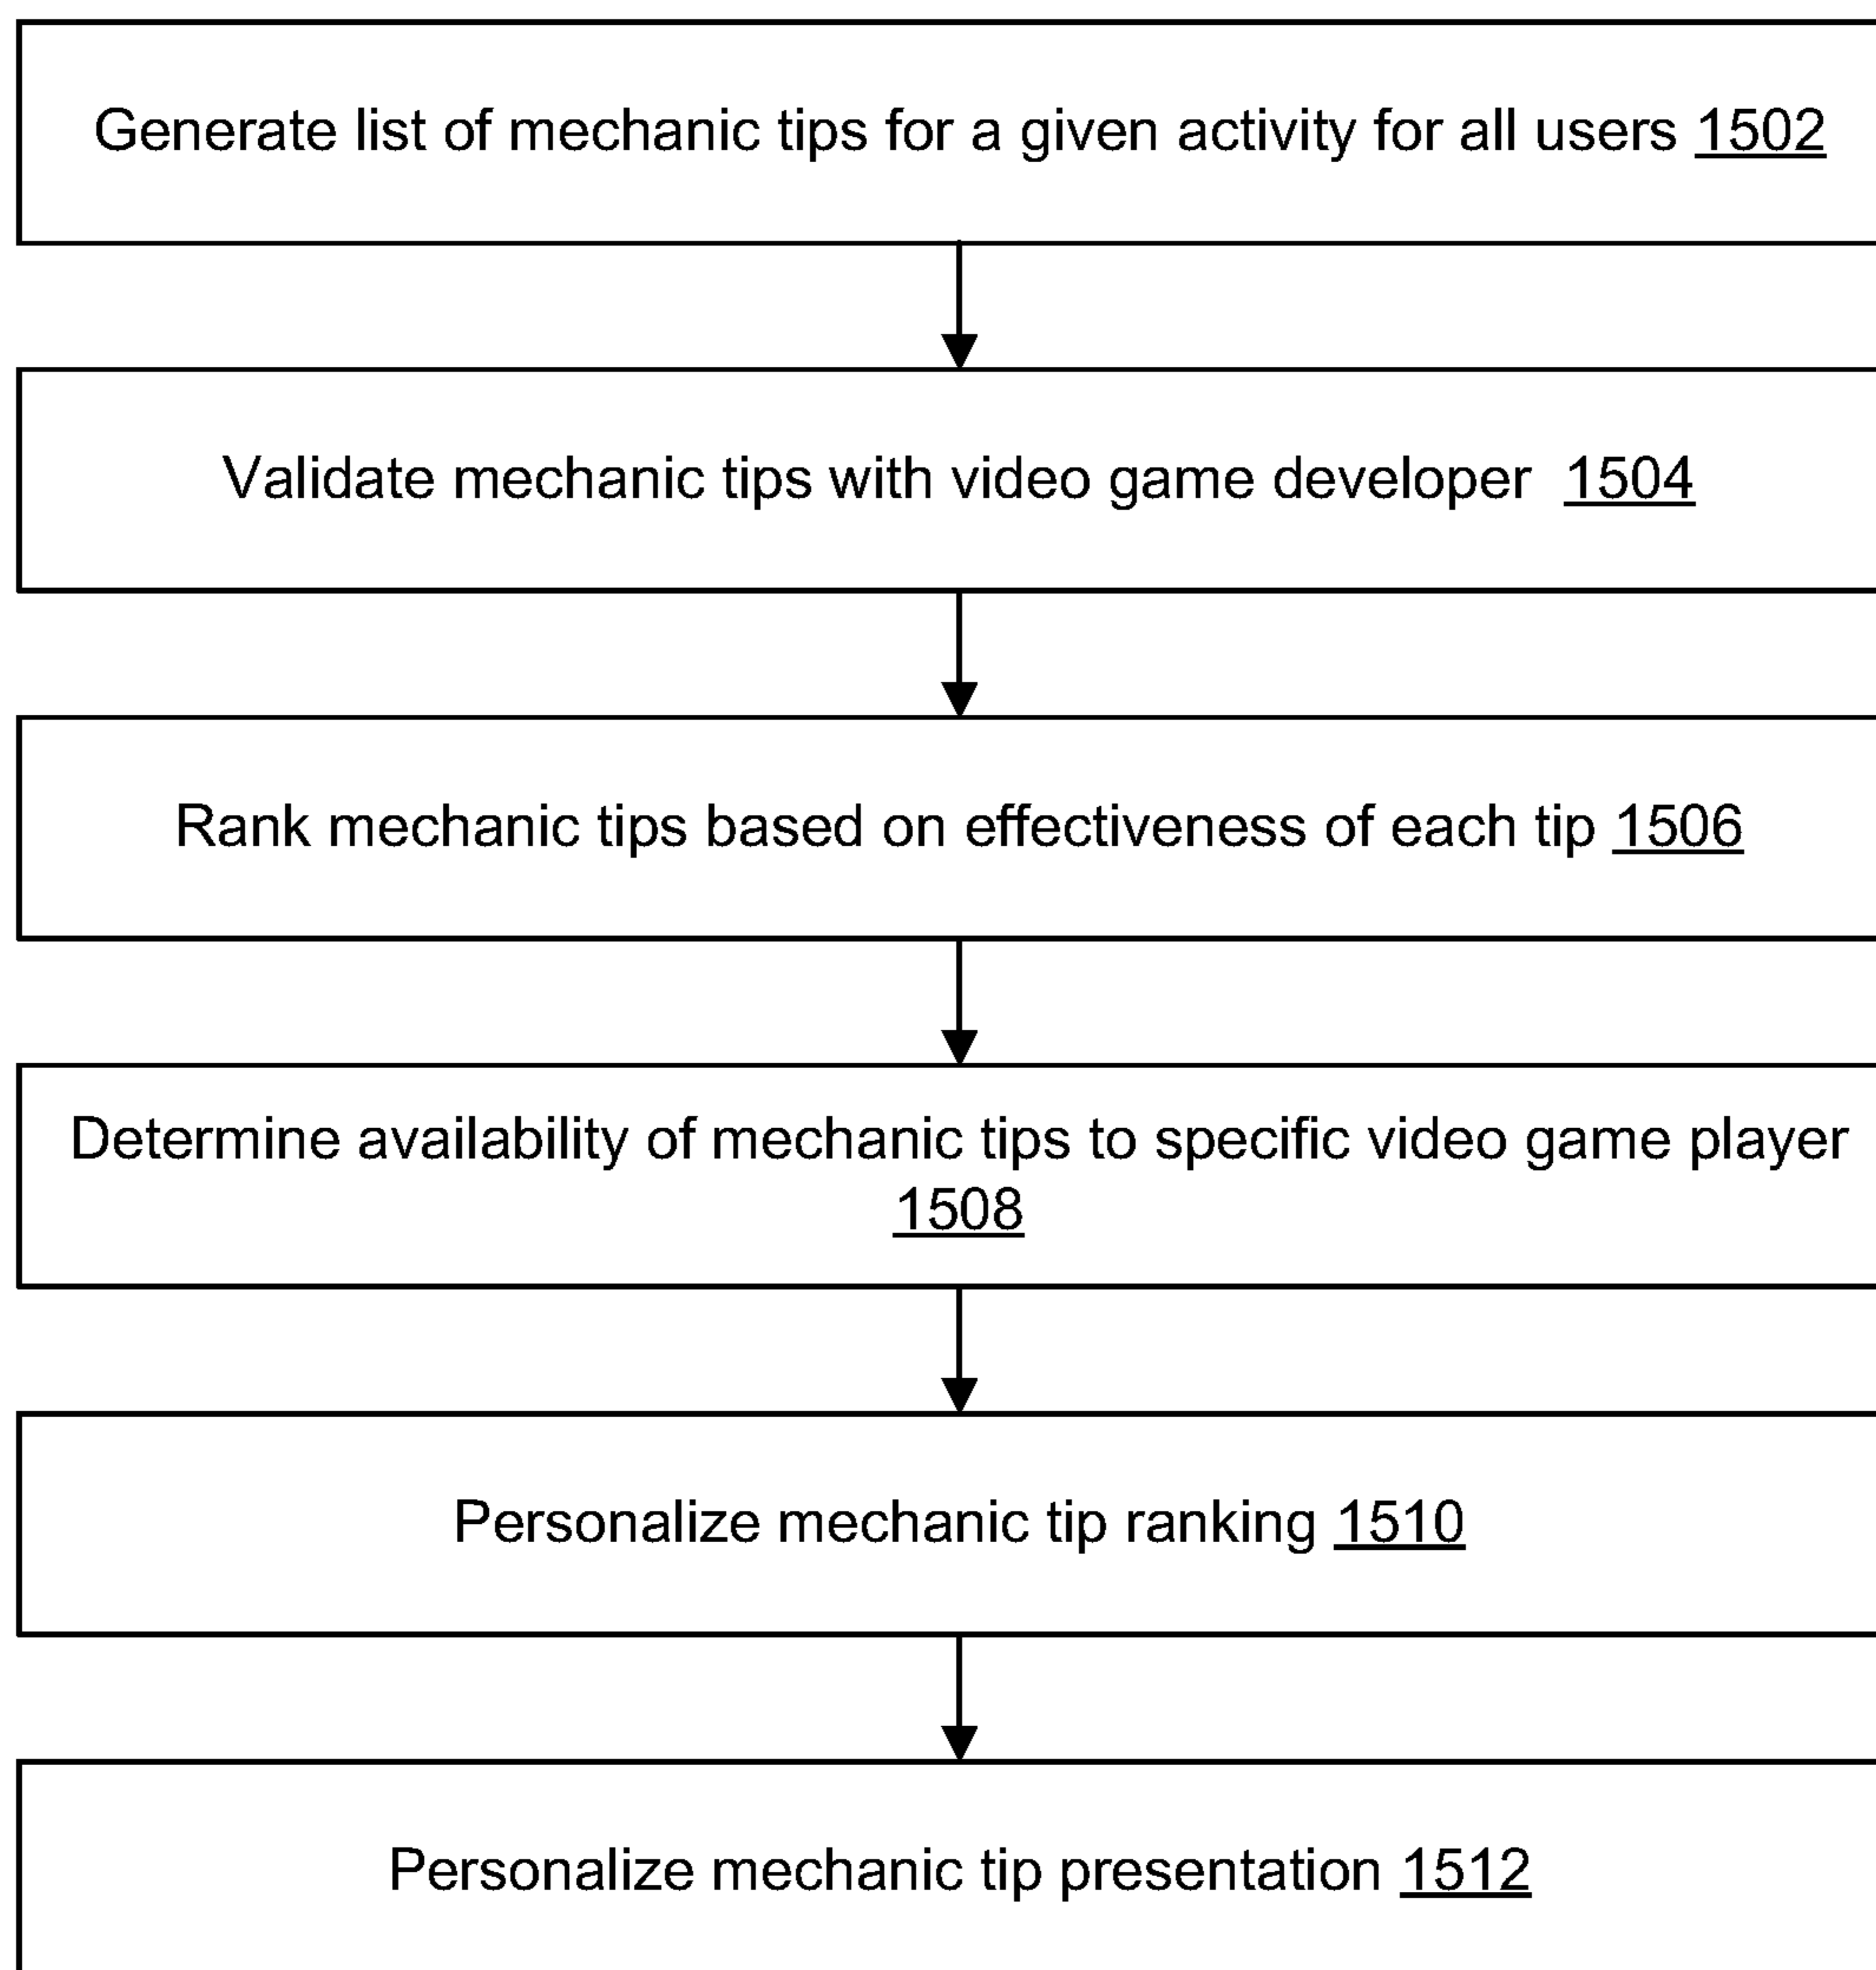 Generate list of mechanic tips for a given activity for all users 1502
Validate mechanic tips with video game developer 1504
Rank mechanic tips based on effectiveness of each tip 1506
Determine availability of mechanic tips to specific video game player
1508
Personalize mechanic tip ranking 1510
Personalize mechanic tip presentation 1512